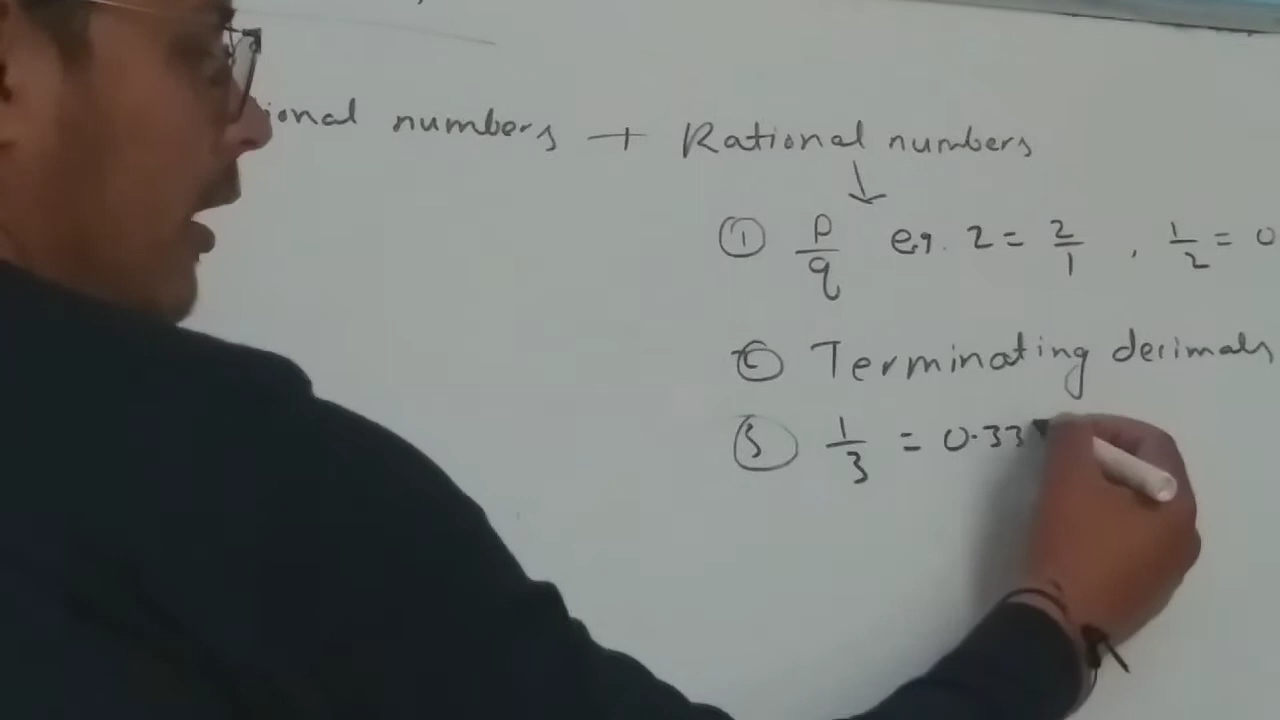 ional numbers + Rational numbers
↓
① p/q eg. 2 = 2/1 , 1/2 = 0
② Terminating decimals
③ 1/3 = 0.33